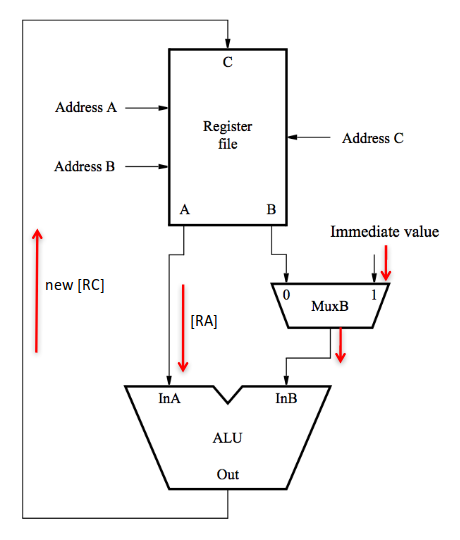 C
Address A
Register
file
Address C
Address B
A
B
Immediate value
new [RC]
0
1
MuxB
[RA]
InA
InB
ALU
Out